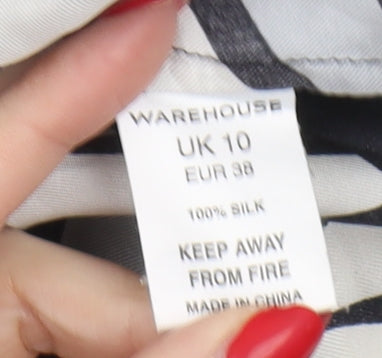 WAREHOUSE
UK 10
EUR 38
100% SILK
KEEP AWAY
FROM FIRE
MADE IN CHINA